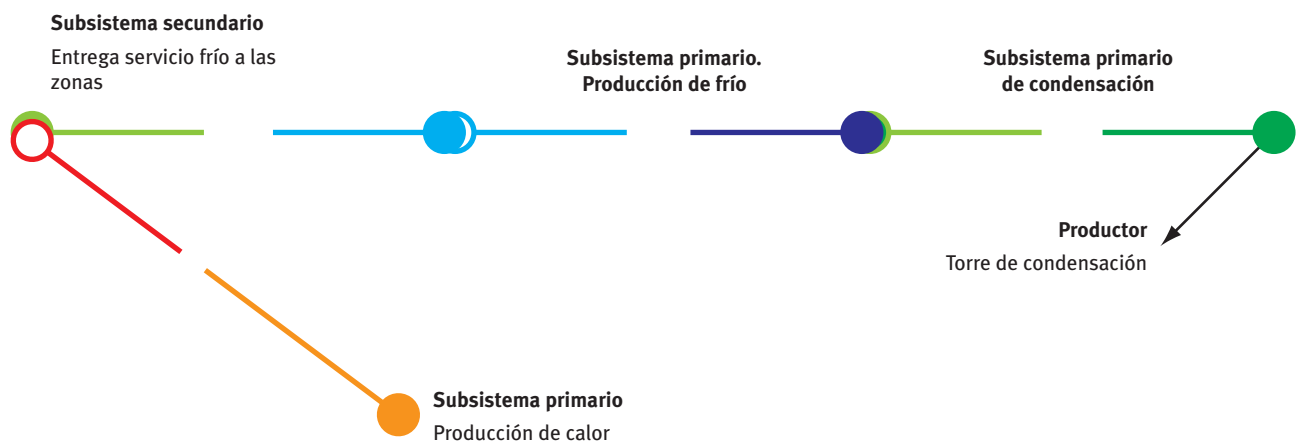 Subsistema secundario
Entrega servicio frío a las
zonas
Subsistema primario.
Producción de frío
Subsistema primario
de condensación
Productor
Torre de condensación
Subsistema primario
Producción de calor